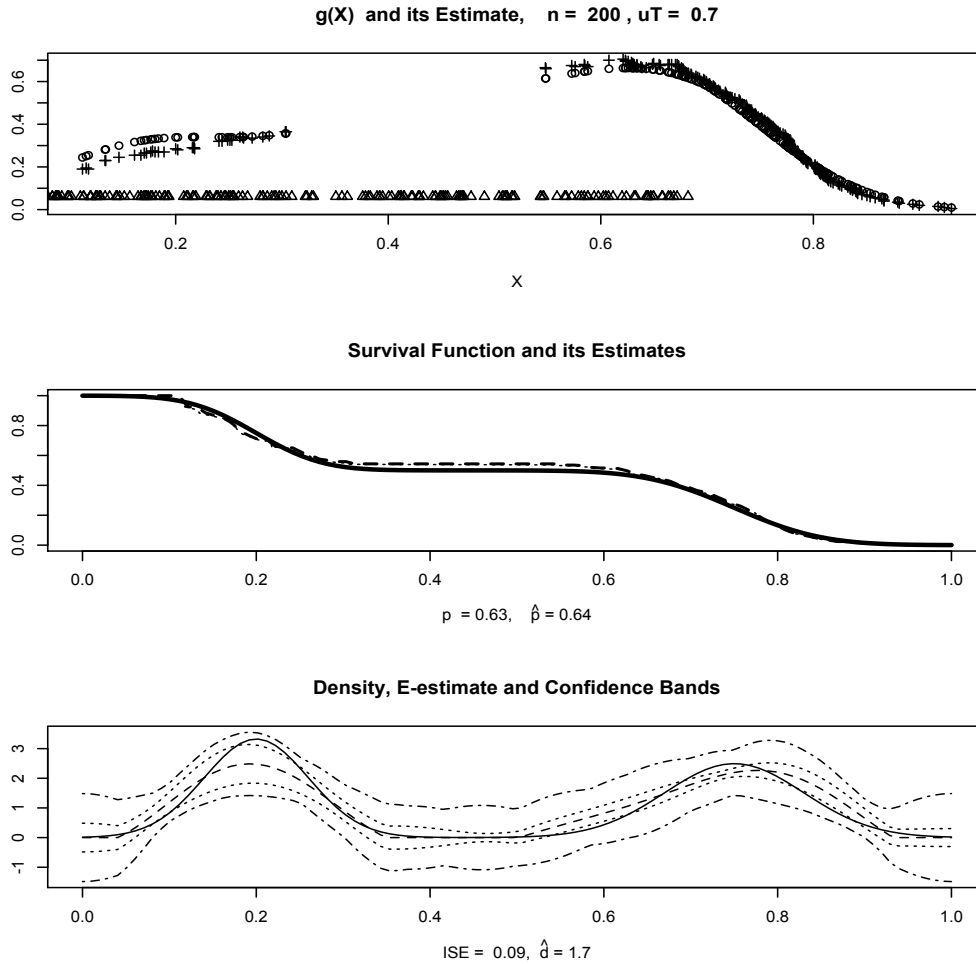 g(X) and its Estimate, n = 200 , uT = 0.7
0.0 0.2 0.4 0.6
0.2 0.4 0.6 0.8
X
Survival Function and its Estimates
0.0 0.4 0.8
0.0 0.2 0.4 0.6 0.8 1.0
p = 0.63, p̂ = 0.64
Density, E-estimate and Confidence Bands
-1 0 1 2 3
0.0 0.2 0.4 0.6 0.8 1.0
ISE = 0.09, d̂ = 1.7